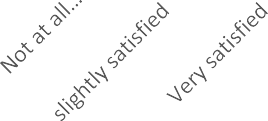 Not at all...
slightly satisfied
Very satisfied